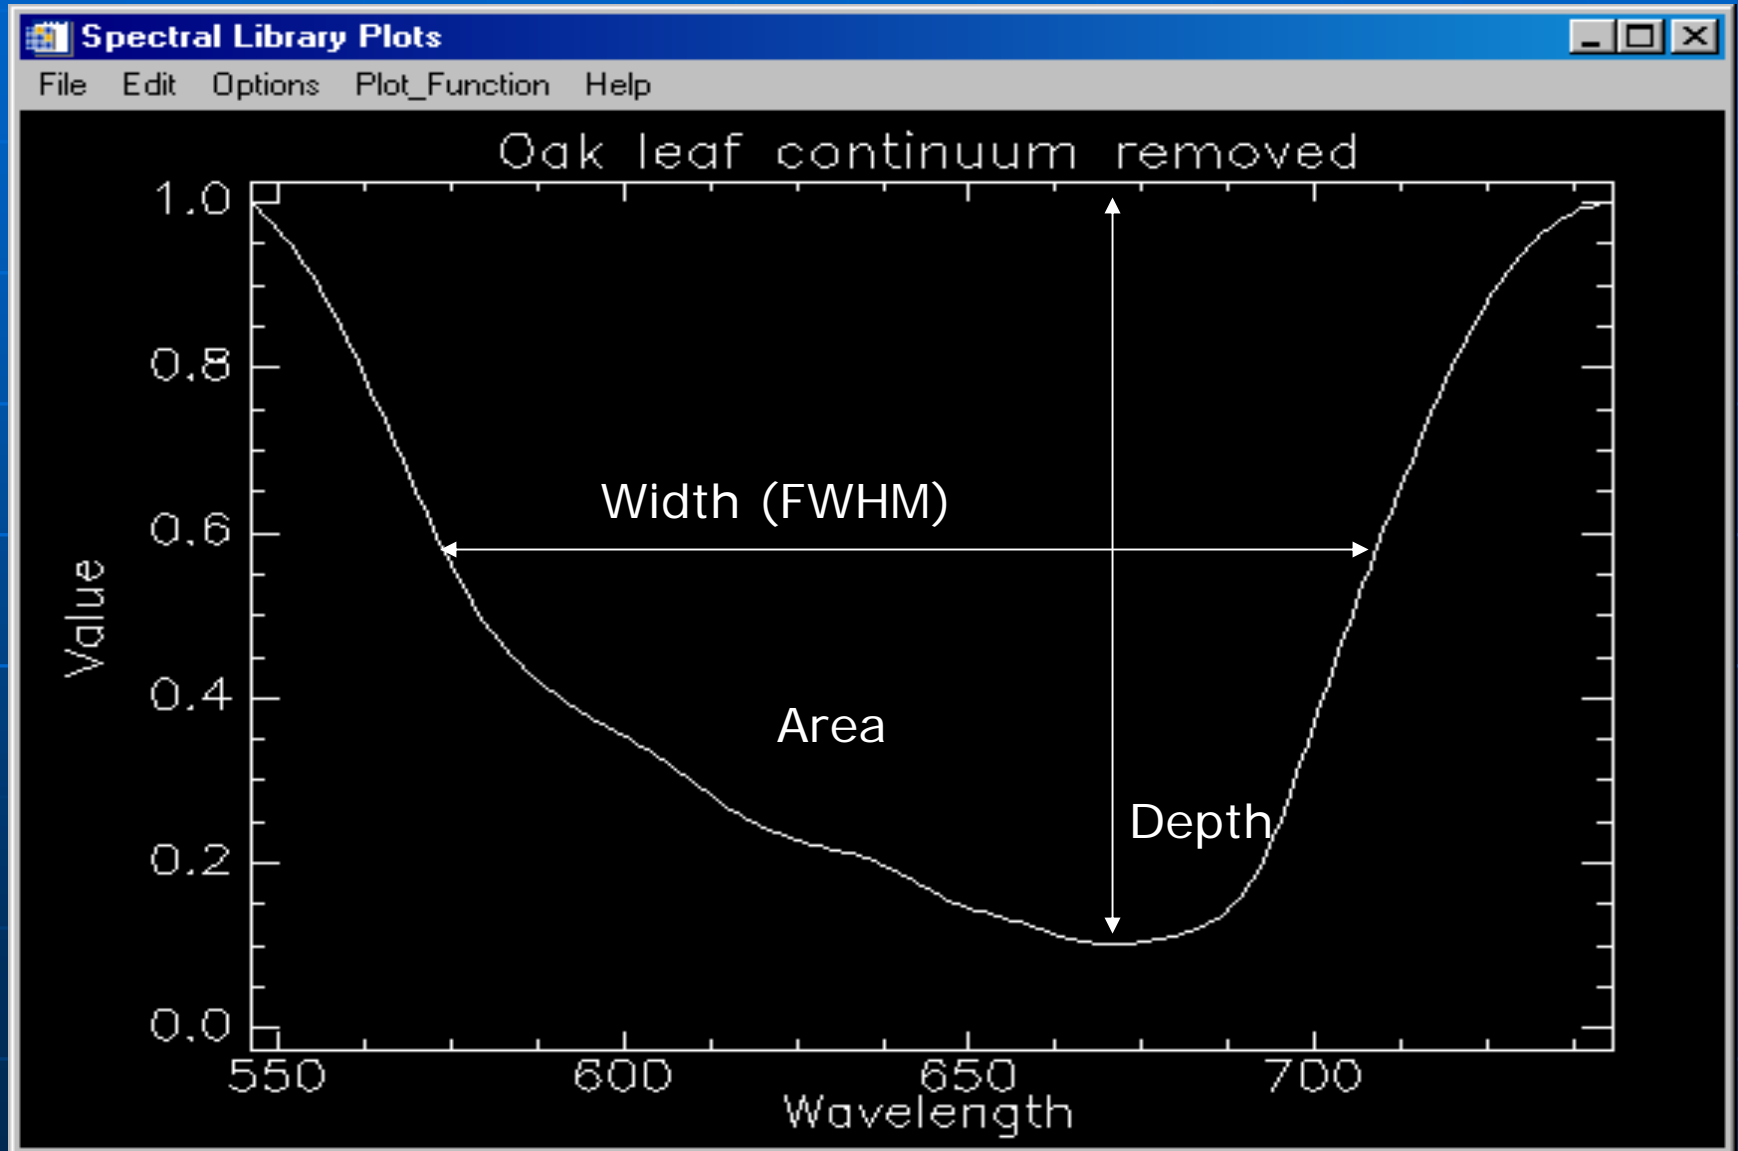 Spectral Library Plots
File Edit Options Plot_Function Help
Oak leaf continuum removed
1.0
0.8
Width (FWHM)
0.6
Value
0.4
Area
Depth
0.2
0.0
550 600 650 700
Wavelength